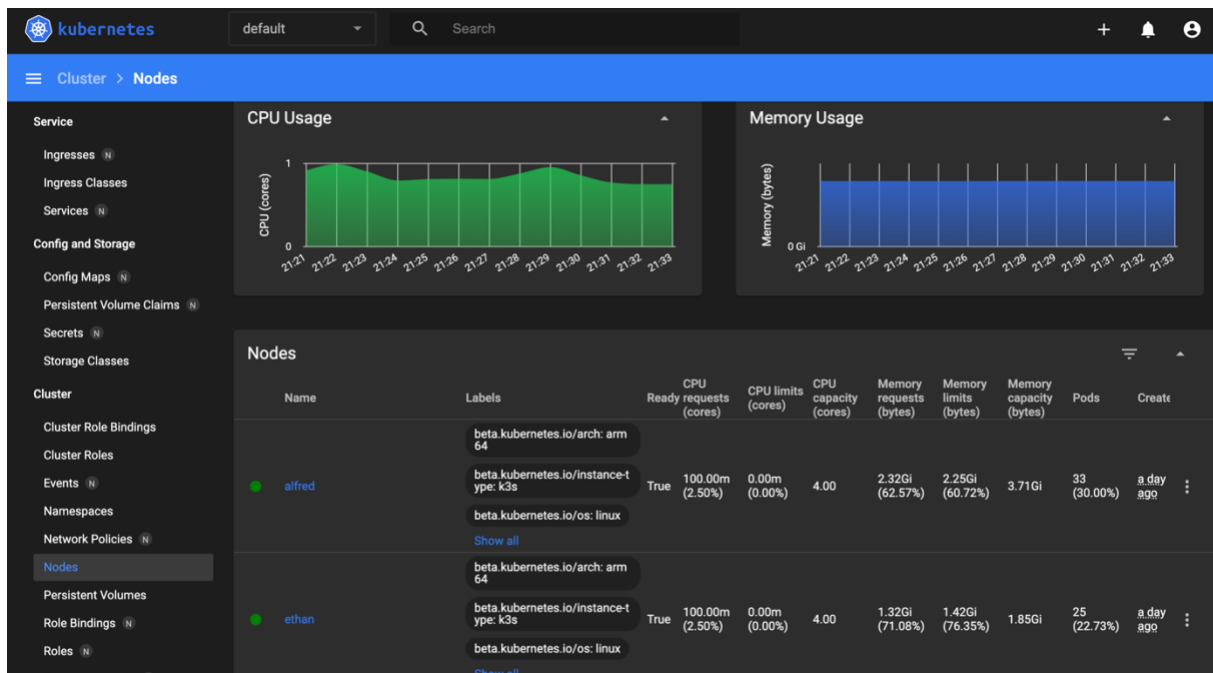 kubernetes
default
Search
Cluster > Nodes
Service
Ingresses N
Ingress Classes
Services N
Config and Storage
Config Maps N
Persistent Volume Claims N
Secrets N
Storage Classes
Cluster
Cluster Role Bindings
Cluster Roles
Events N
Namespaces
Network Policies N
Nodes
Persistent Volumes
Role Bindings N
Roles N
CPU Usage
CPU (cores)
1
0
21:21 21:22 21:23 21:24 21:25 21:26 21:27 21:28 21:29 21:30 21:31 21:32 21:33
Memory Usage
Memory (bytes)
0 Gi
21:21 21:22 21:23 21:24 21:25 21:26 21:27 21:28 21:29 21:30 21:31 21:32 21:33
Nodes
Name
Labels
Ready
CPU
requests
(cores)
CPU limits
(cores)
CPU
capacity
(cores)
Memory
requests
(bytes)
Memory
limits
(bytes)
Memory
capacity
(bytes)
Pods
Create
alfred
beta.kubernetes.io/arch: arm
64
beta.kubernetes.io/instance-t
ype: k3s
beta.kubernetes.io/os: linux
Show all
True
100.00m
(2.50%)
0.00m
(0.00%)
4.00
2.32Gi
(62.57%)
2.25Gi
(60.72%)
3.71Gi
33
(30.00%)
a day
ago
ethan
beta.kubernetes.io/arch: arm
64
beta.kubernetes.io/instance-t
ype: k3s
beta.kubernetes.io/os: linux
Show all
True
100.00m
(2.50%)
0.00m
(0.00%)
4.00
1.32Gi
(71.08%)
1.42Gi
(76.35%)
1.85Gi
25
(22.73%)
a day
ago